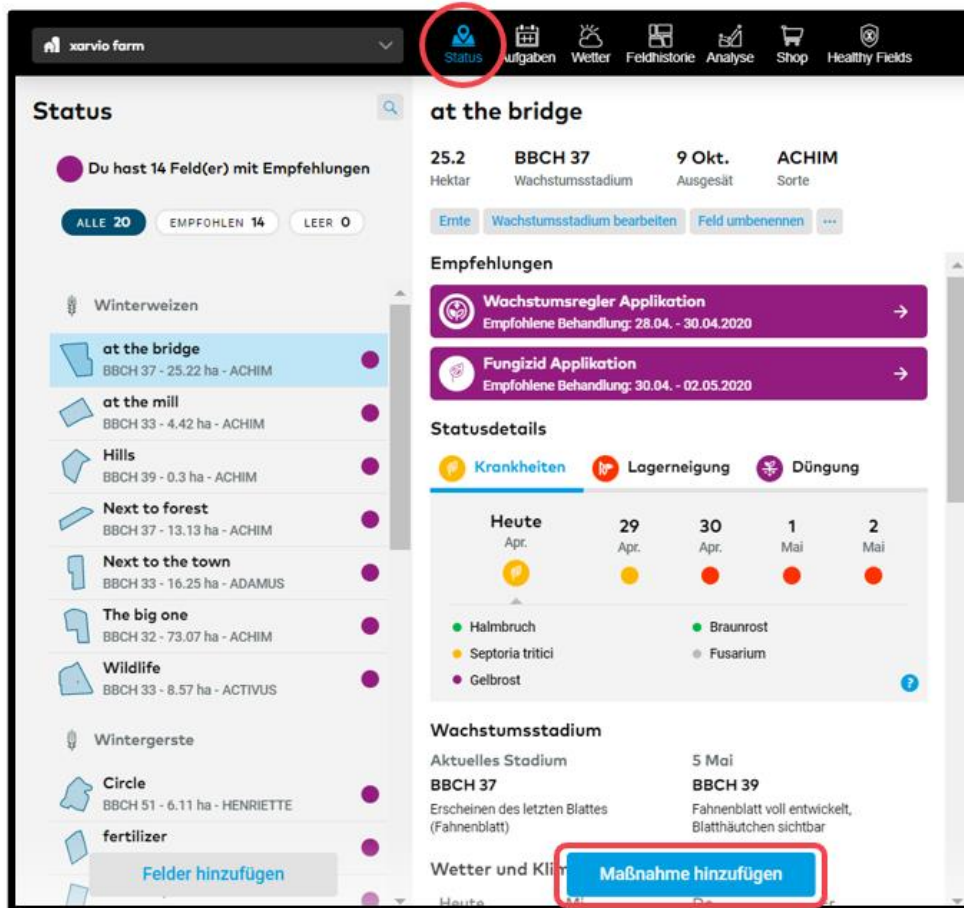 xarvio farm
Status
Aufgaben
Wetter
Feldhistorie
Analyse
Shop
Healthy Fields
Status
Du hast 14 Feld(er) mit Empfehlungen
ALLE 20
EMPFOHLEN 14
LEER 0
Winterweizen
at the bridge
BBCH 37 - 25.22 ha - ACHIM
at the mill
BBCH 33 - 4.42 ha - ACHIM
Hills
BBCH 39 - 0.3 ha - ACHIM
Next to forest
BBCH 37 - 13.13 ha - ACHIM
Next to the town
BBCH 33 - 16.25 ha - ADAMUS
The big one
BBCH 32 - 73.07 ha - ACHIM
Wildlife
BBCH 33 - 8.57 ha - ACTIVUS
Wintergerste
Circle
BBCH 51 - 6.11 ha - HENRIETTE
fertilizer
Felder hinzufügen
at the bridge
25.2 BBCH 37 9 Okt. ACHIM
Hektar Wachstumsstadium Ausgesät Sorte
Ernte Wachstumsstadium bearbeiten Feld umbenennen ...
Empfehlungen
Wachstumsregler Applikation
Empfohlene Behandlung: 28.04. - 30.04.2020
Fungizid Applikation
Empfohlene Behandlung: 30.04. - 02.05.2020
Statusdetails
Krankheiten Lagerneigung Düngung
Heute 29 30 1 2
Apr. Apr. Apr. Mai Mai
Halmbruch Braunrost
Septoria tritici Fusarium
Gelbrost
?
Wachstumsstadium
Aktuelles Stadium 5 Mai
BBCH 37 BBCH 39
Erscheinen des letzten Blattes Fahnenblatt voll entwickelt,
(Fahnenblatt) Blatthäutchen sichtbar
Wetter und
Maßnahme hinzufügen
Heute